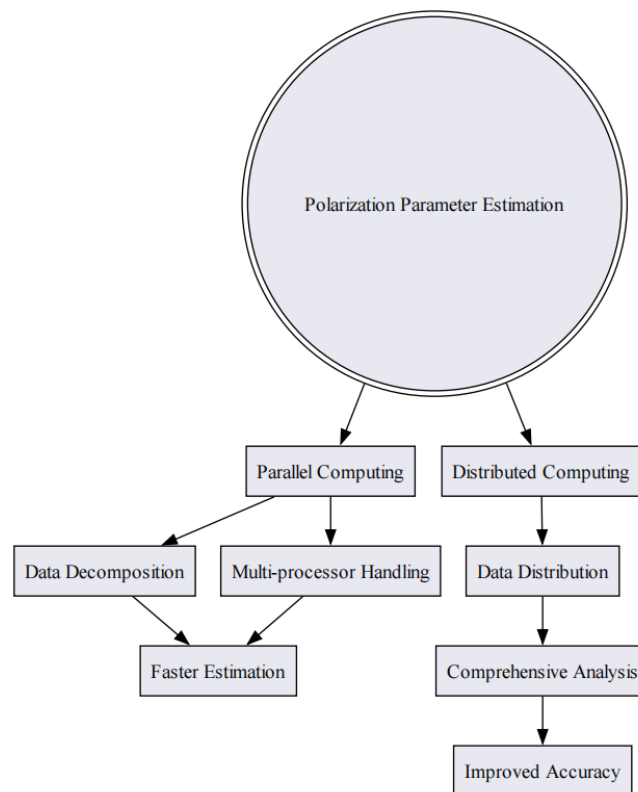 Polarization Parameter Estimation
Parallel Computing
Distributed Computing
Data Decomposition
Multi-processor Handling
Data Distribution
Faster Estimation
Comprehensive Analysis
Improved Accuracy